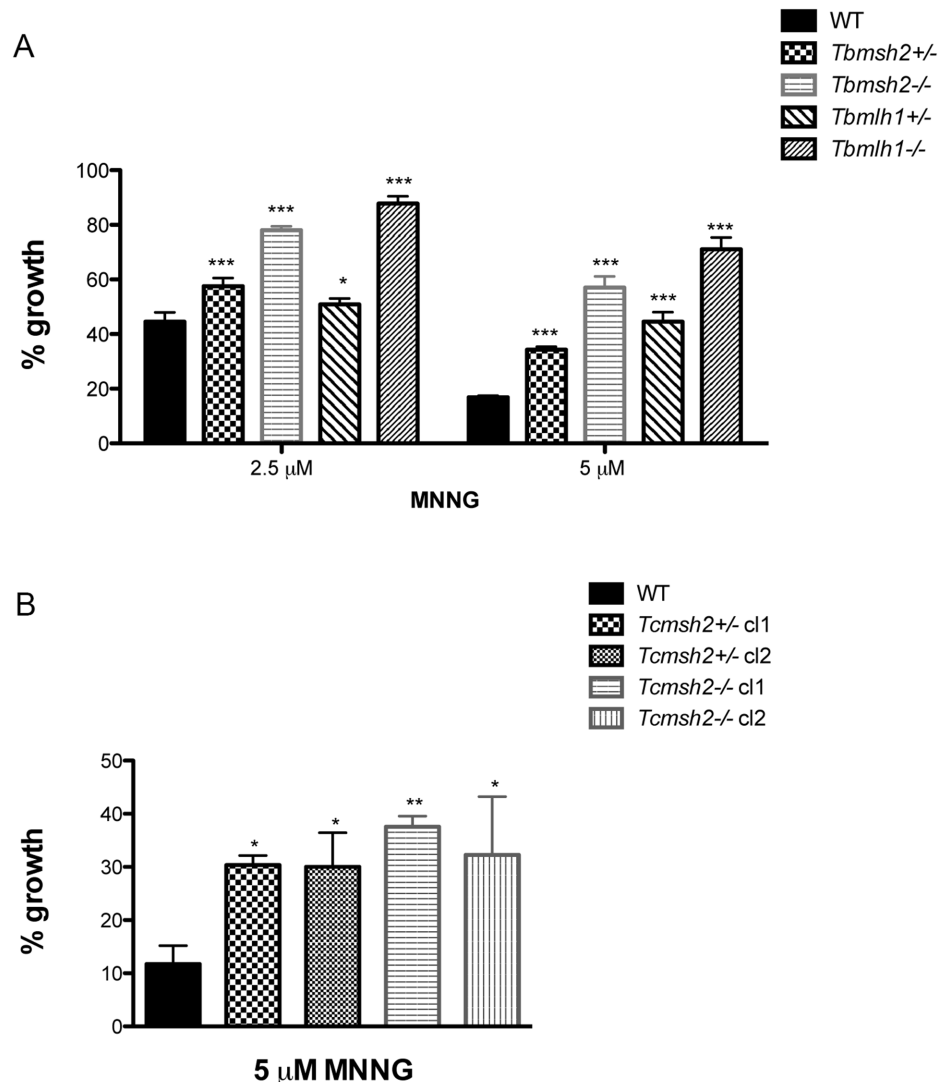 A
WT
Tbmsh2+/-
Tbmsh2-/-
Tbmlh1+/-
Tbmlh1-/-
% growth
100
80
60
40
20
0
***
***
*
***
***
***
***
***
2.5 μM
5 μM
MNNG
B
WT
Tcmsh2+/- cl1
Tcmsh2+/- cl2
Tcmsh2-/- cl1
Tcmsh2-/- cl2
% growth
50
40
30
20
10
0
*
*
**
*
5 μM MNNG